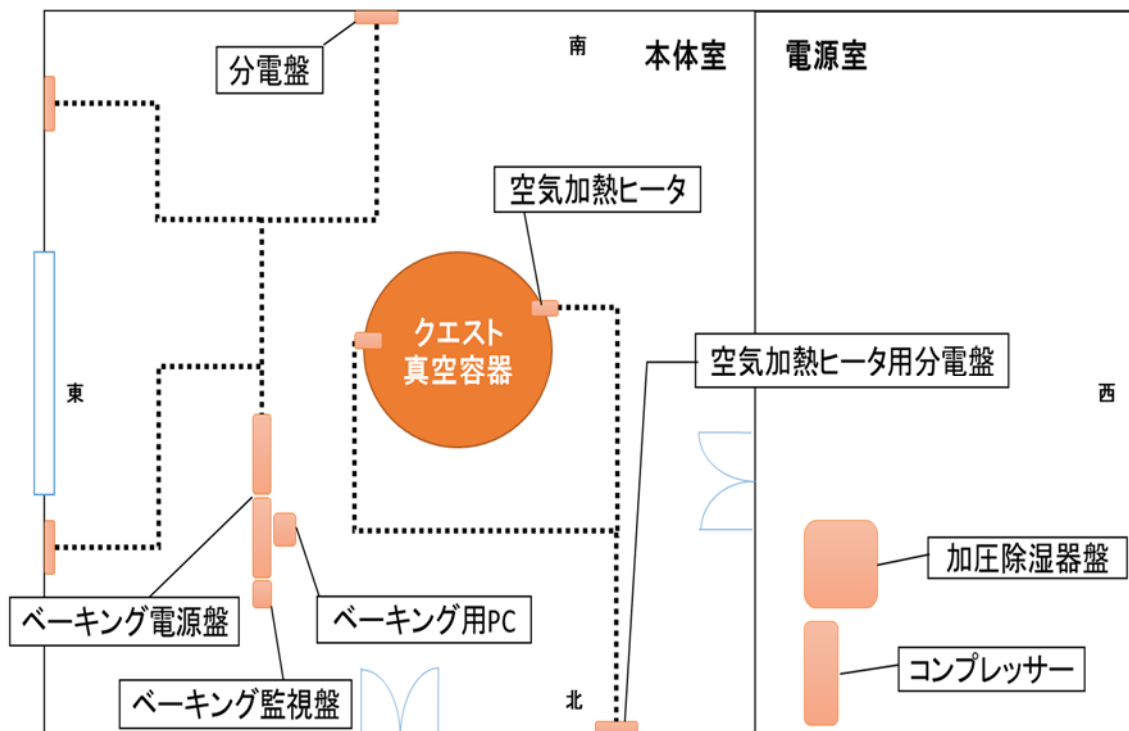 南
本体室
電源室
分電盤
空気加熱ヒータ
クエスト
真空容器
空気加熱ヒータ用分電盤
東
西
加圧除湿器盤
ベーキング電源盤
ベーキング用PC
コンプレッサー
ベーキング監視盤
北